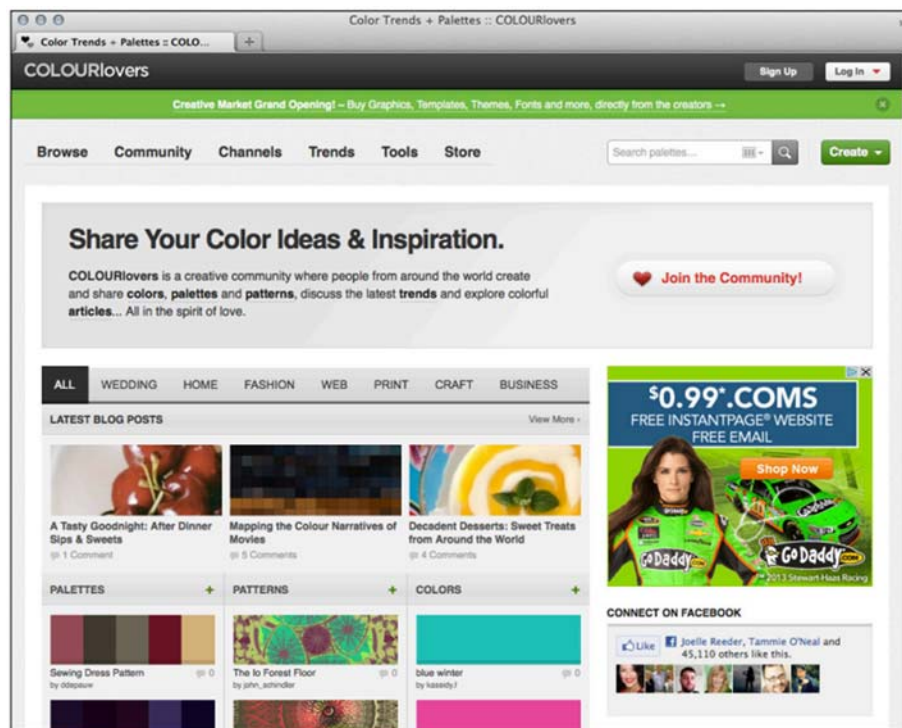 Color Trends + Palettes :: COLOURlovers
Color Trends + Palettes :: COLO...
COLOURlovers
Sign Up
Log In
Creative Market Grand Opening! – Buy Graphics, Templates, Themes, Fonts and more, directly from the creators →
Browse Community Channels Trends Tools Store
Search palettes...
Create
Share Your Color Ideas & Inspiration.
COLOURlovers is a creative community where people from around the world create
and share colors, palettes and patterns, discuss the latest trends and explore colorful
articles... All in the spirit of love.
Join the Community!
ALL WEDDING HOME FASHION WEB PRINT CRAFT BUSINESS
LATEST BLOG POSTS View More ›
A Tasty Goodnight: After Dinner
Sips & Sweets
1 Comment
Mapping the Colour Narratives of
Movies
5 Comments
Decadent Desserts: Sweet Treats
from Around the World
4 Comments
PALETTES + PATTERNS + COLORS +
Sewing Dress Pattern 0
by ddepauw
The Io Forest Floor 0
by john_schindler
blue winter 0
by kassidy.f
$0.99*.COMS
FREE INSTANTPAGE® WEBSITE
FREE EMAIL
Shop Now
GoDaddy
GoDaddy.COM
* 2013 Stewart-Haas Racing
CONNECT ON FACEBOOK
Like
Joelle Reeder, Tammie O'Neal and
45,110 others like this.